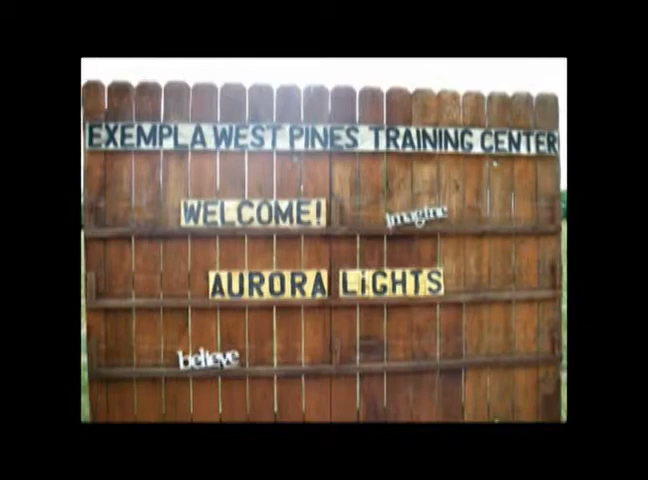 EXEMPLA WEST PINES TRAINING CENTER
WELCOME! imagine
AURORA LiGHTS
believe